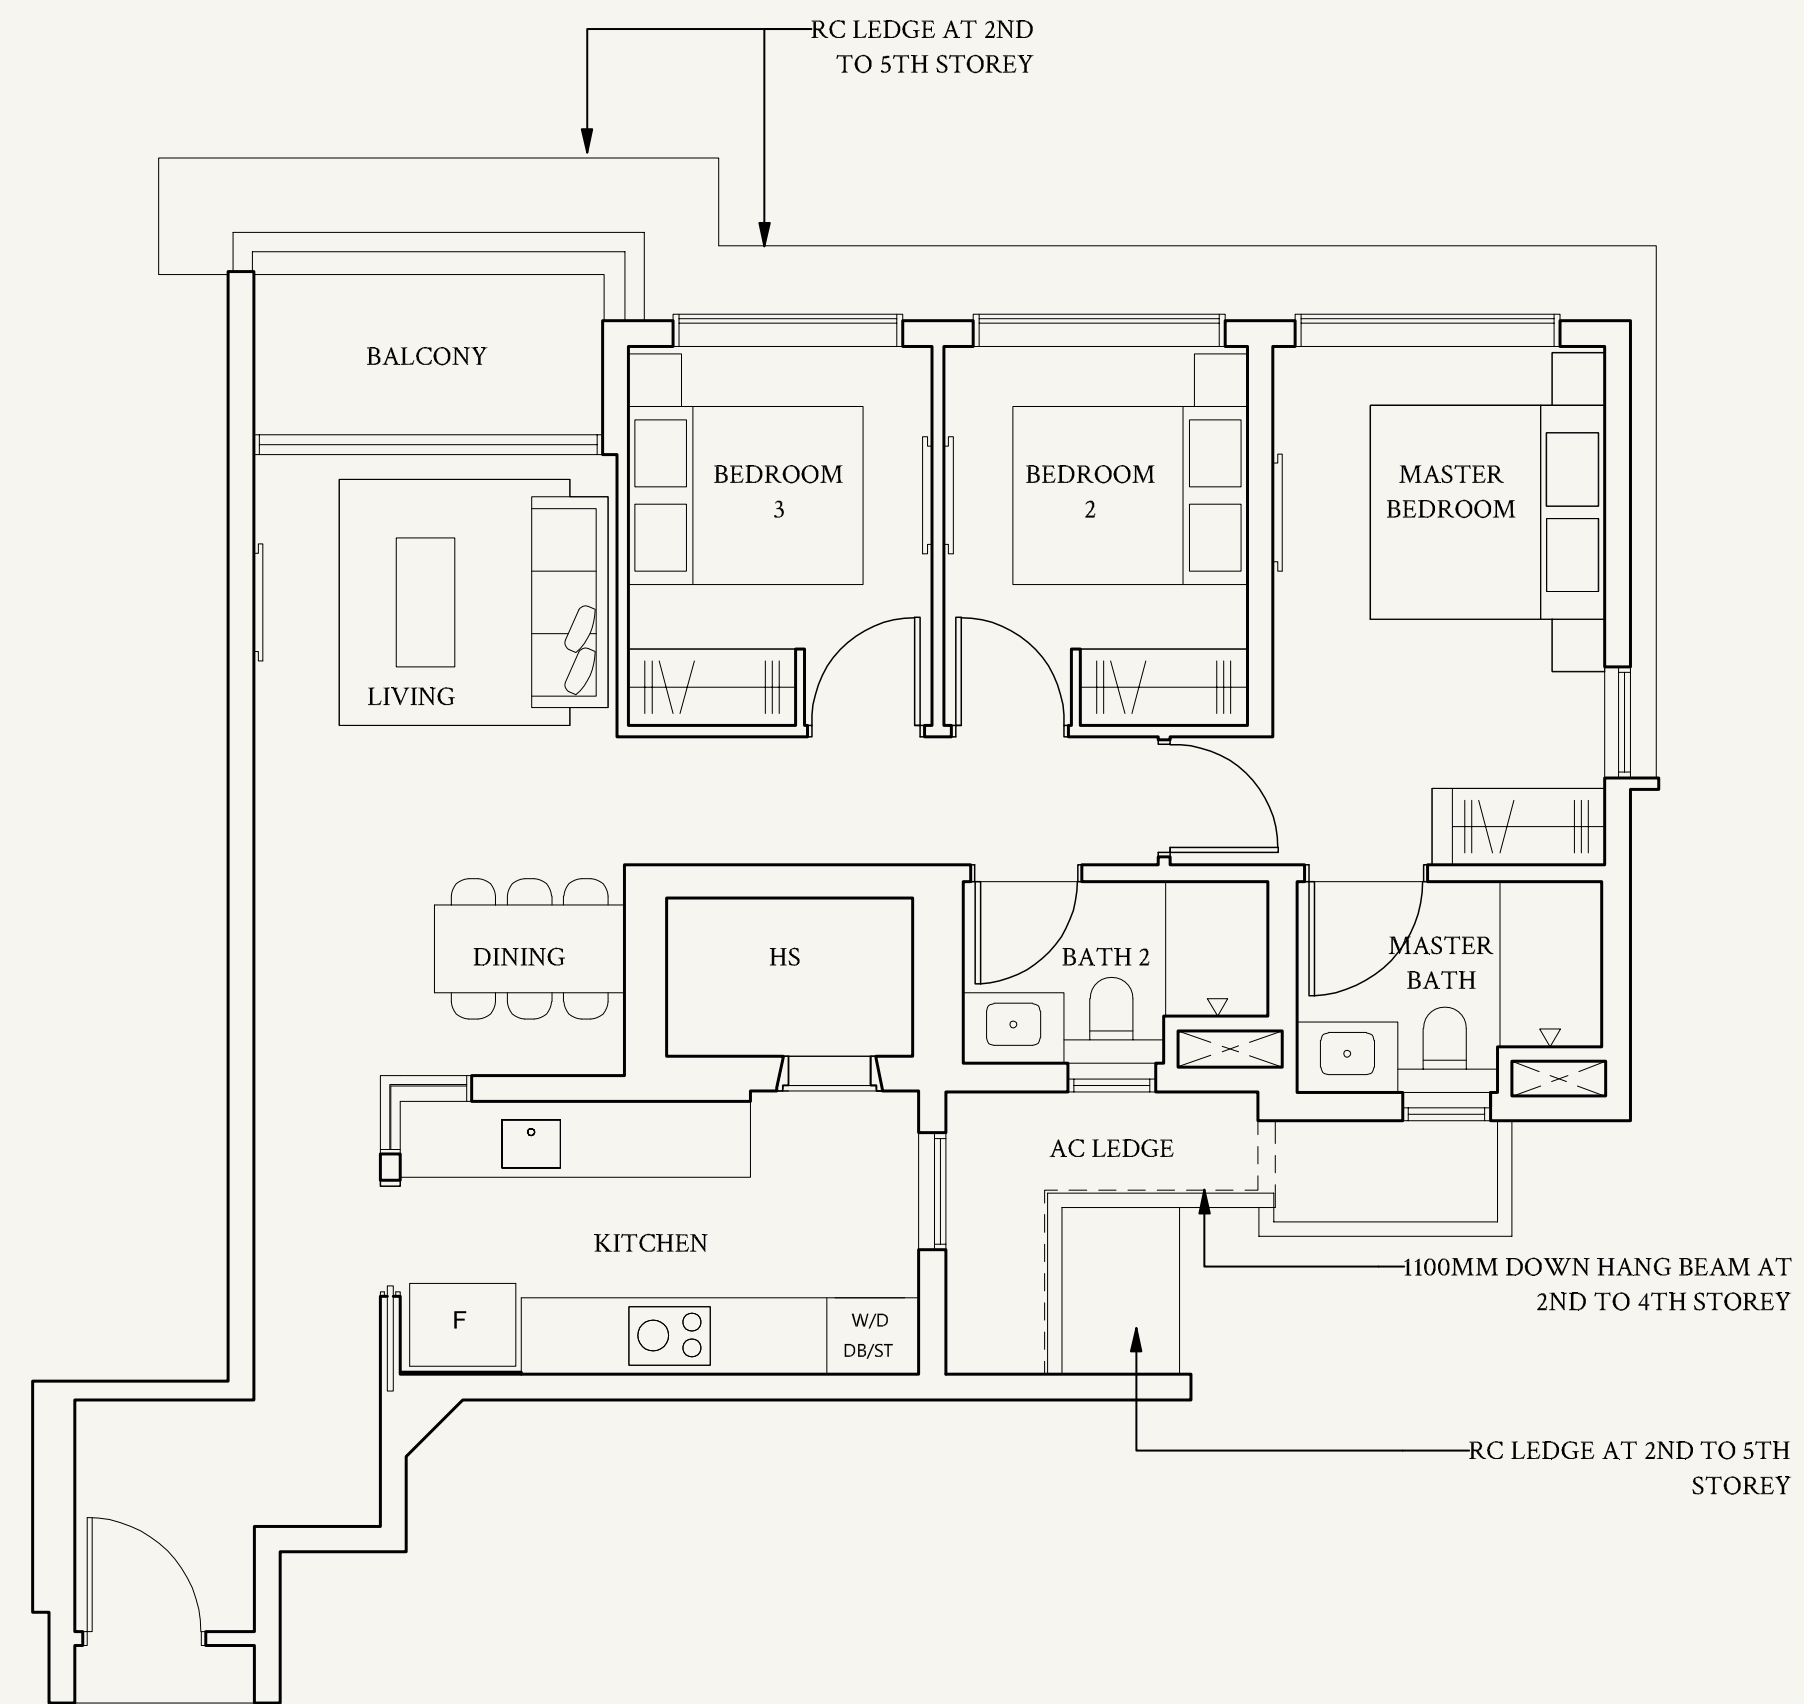 RC LEDGE AT 2ND
TO 5TH STOREY
BALCONY
BEDROOM
3
BEDROOM
2
MASTER
BEDROOM
LIVING
DINING
HS
BATH 2
MASTER
BATH
AC LEDGE
KITCHEN
1100MM DOWN HANG BEAM AT
2ND TO 4TH STOREY
F
W/D
DB/ST
RC LEDGE AT 2ND TO 5TH
STOREY